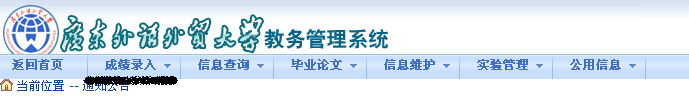 廣东外语外贸大学教务管理系统
返回首页 成绩录入 信息查询 毕业论文 信息维护 实验管理 公用信息
当前位置 -- 通知公告